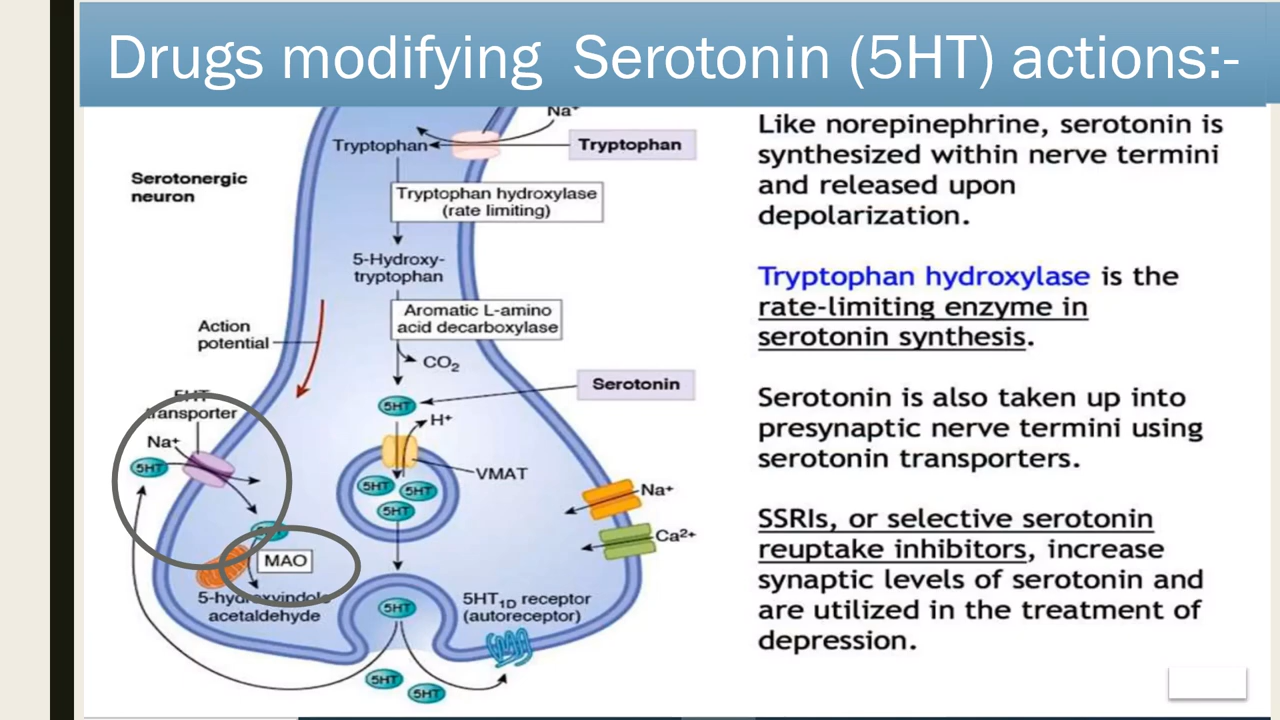 Drugs modifying Serotonin (5HT) actions:-
Na⁺
Tryptophan
Tryptophan
Serotonergic
neuron
Tryptophan hydroxylase
(rate limiting)
5-Hydroxy-
tryptophan
Aromatic L-amino
acid decarboxylase
Action
potential
CO₂
Serotonin
5HT
H⁺
5HT
transporter
Na⁺
5HT
VMAT
5HT
5HT
5HT
Na⁺
Ca²⁺
5HT
MAO
5-hydroxyindole
acetaldehyde
5HT
5HT₁D receptor
(autoreceptor)
5HT
5HT
Like norepinephrine, serotonin is
synthesized within nerve termini
and released upon
depolarization.
Tryptophan hydroxylase is the
rate-limiting enzyme in
serotonin synthesis.
Serotonin is also taken up into
presynaptic nerve termini using
serotonin transporters.
SSRIs, or selective serotonin
reuptake inhibitors, increase
synaptic levels of serotonin and
are utilized in the treatment of
depression.